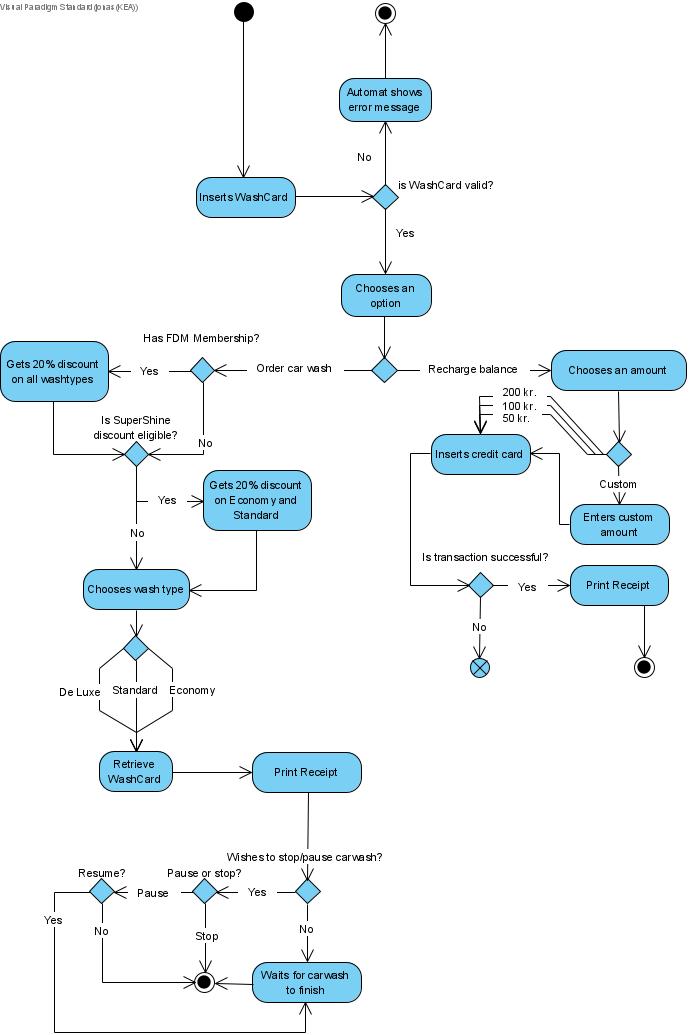 Visual Paradigm Standard(jonas(KEA))
Automat shows
error message
No
is WashCard valid?
Inserts WashCard
Yes
Chooses an
option
Has FDM Membership?
Gets 20% discount
on all washtypes
Yes
Order car wash
Recharge balance
Chooses an amount
200 kr.
100 kr.
50 kr.
Is SuperShine
discount eligible?
No
Inserts credit card
Custom
Gets 20% discount
on Economy and
Standard
Yes
Enters custom
amount
No
Is transaction successful?
Chooses wash type
Yes
Print Receipt
No
De Luxe
Standard
Economy
Retrieve
WashCard
Print Receipt
Wishes to stop/pause carwash?
Resume?
Pause or stop?
Pause
Yes
Yes
No
Stop
No
Waits for carwash
to finish